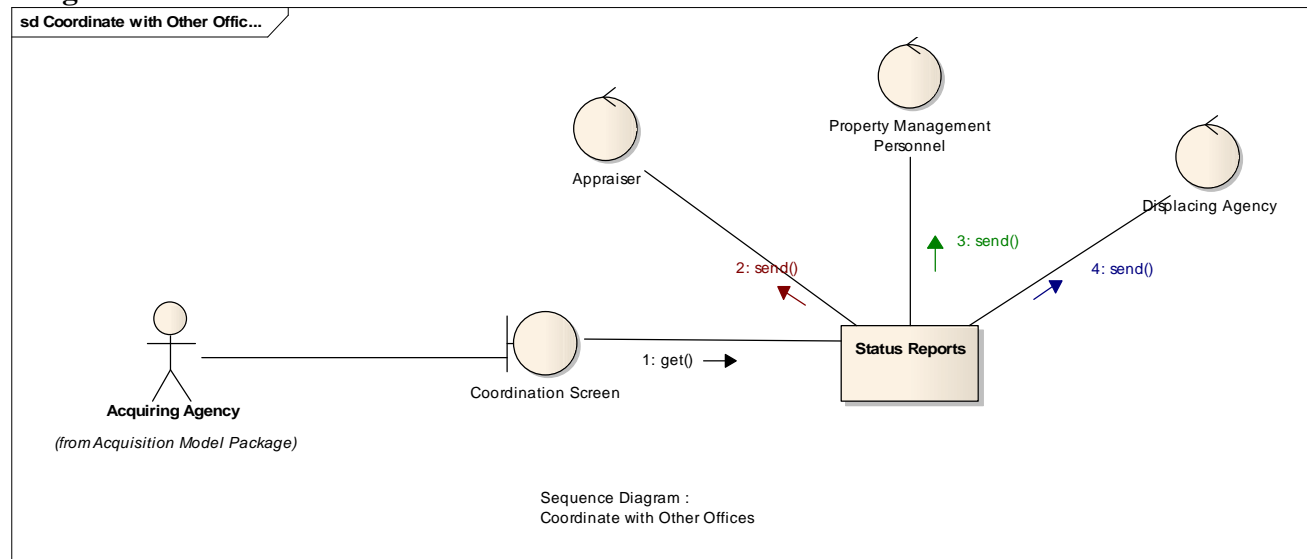 sd Coordinate with Other Offic...
Property Management
Personnel
Appraiser
Displacing Agency
3: send()
2: send()
4: send()
Status Reports
1: get()
Coordination Screen
Acquiring Agency
(from Acquisition Model Package)
Sequence Diagram :
Coordinate with Other Offices